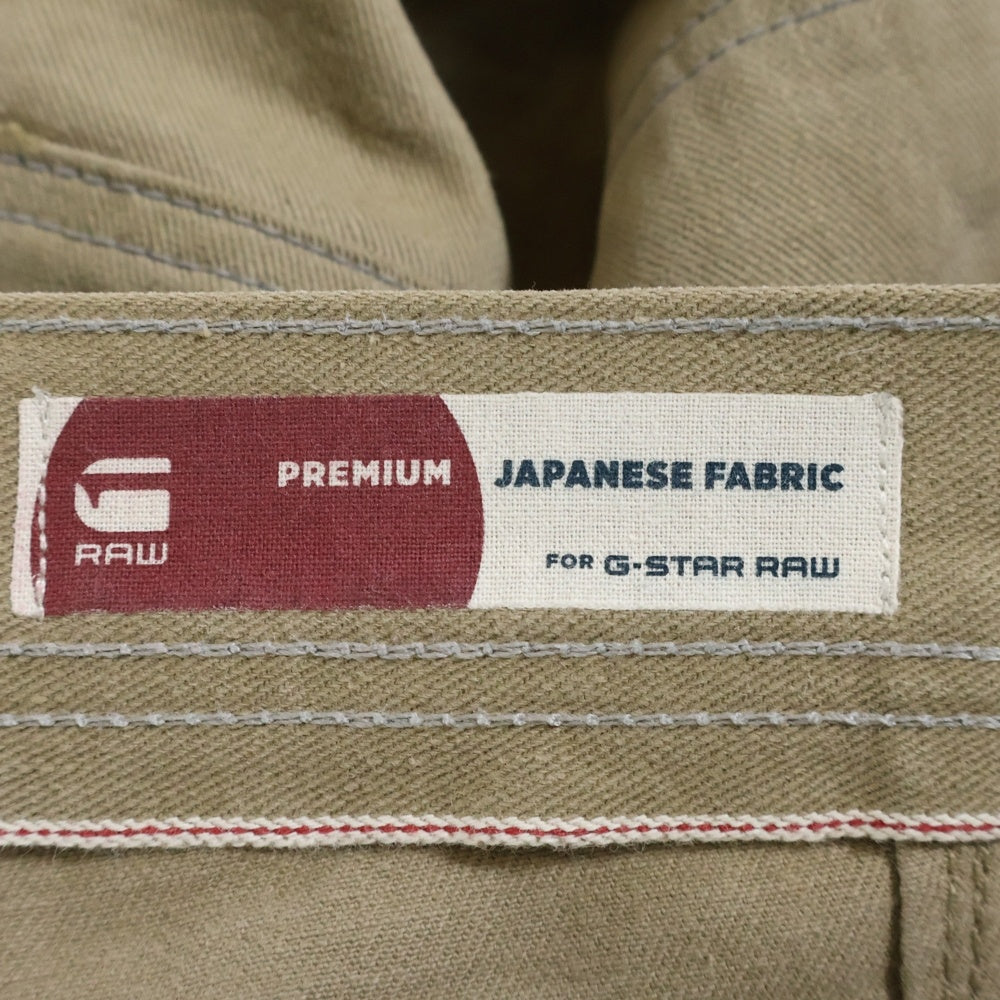 G
RAW
PREMIUM JAPANESE FABRIC
FOR G-STAR RAW